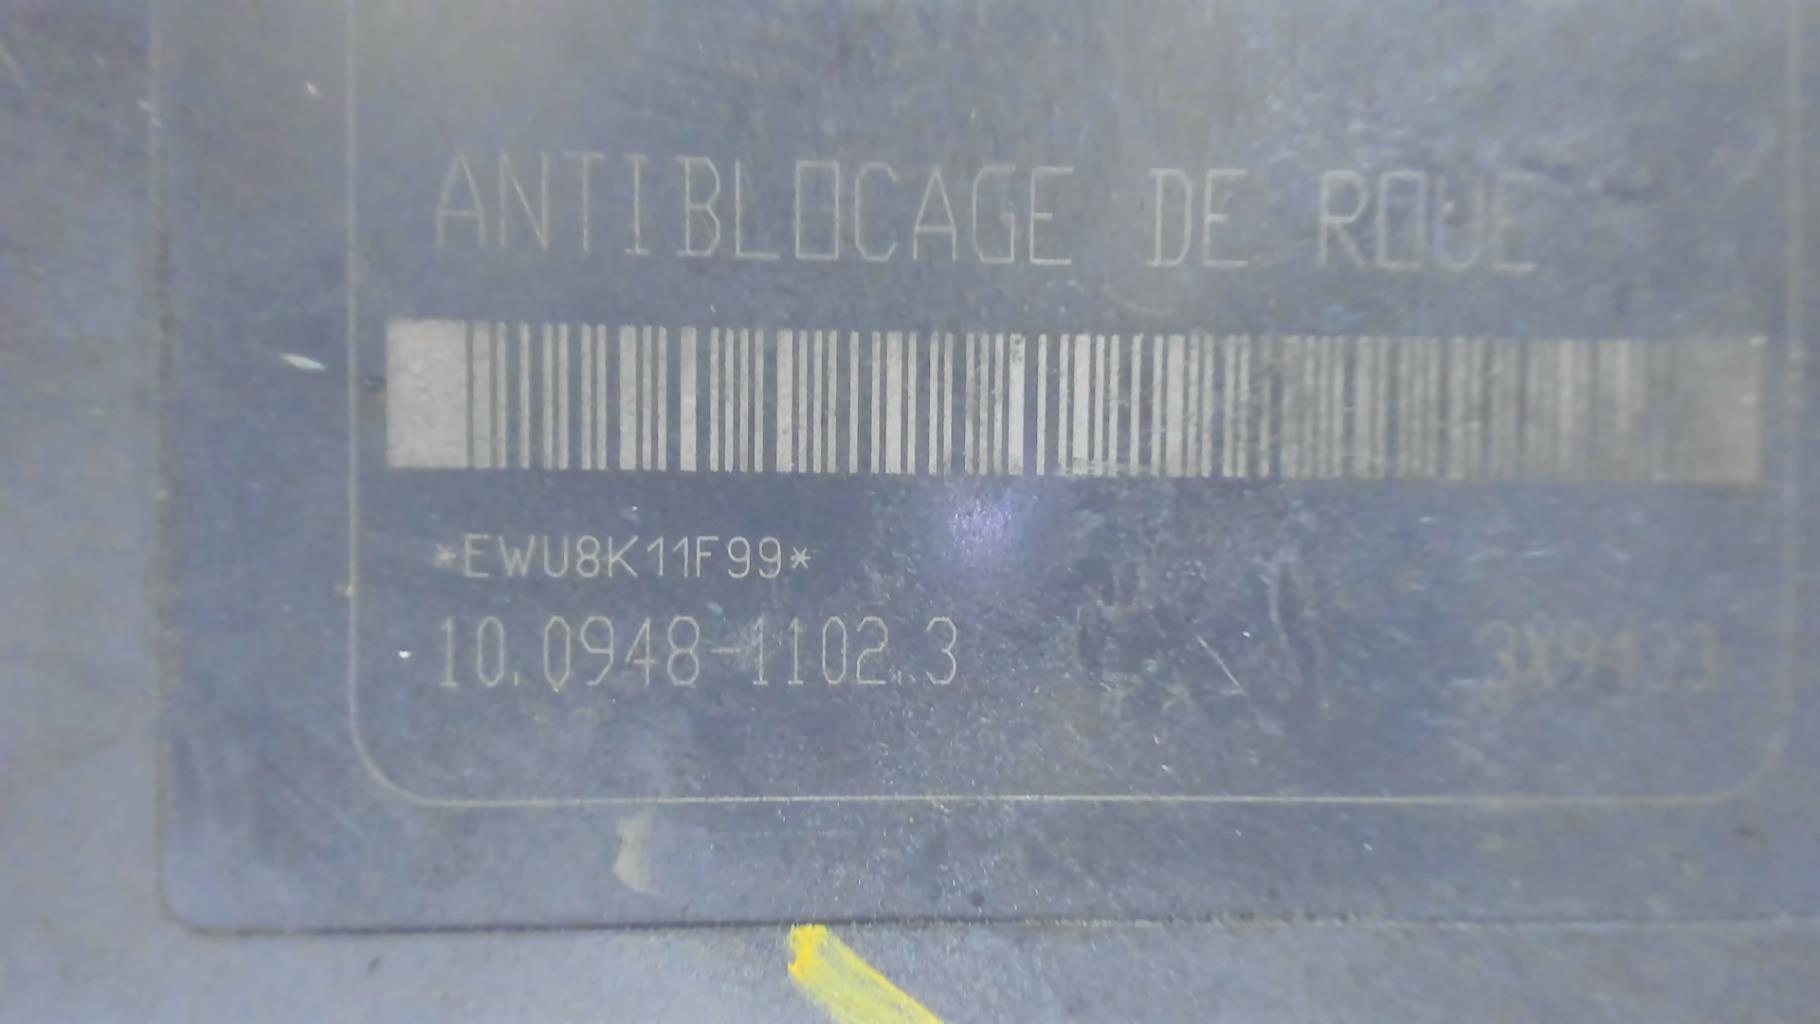 ANTIBLOCAGE DE ROUE
*EWU8K11F99*
10.0948-1102.3